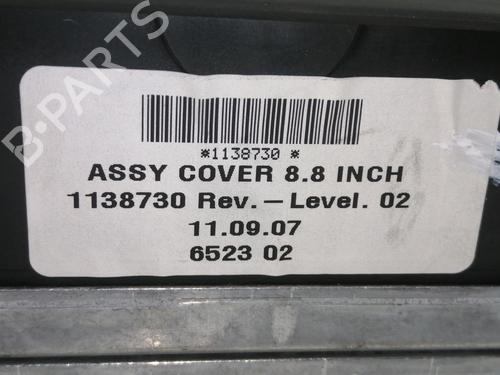 B-PARTS
*1138730 *
ASSY COVER 8.8 INCH
1138730 Rev.–Level. 02
11.09.07
6523 02